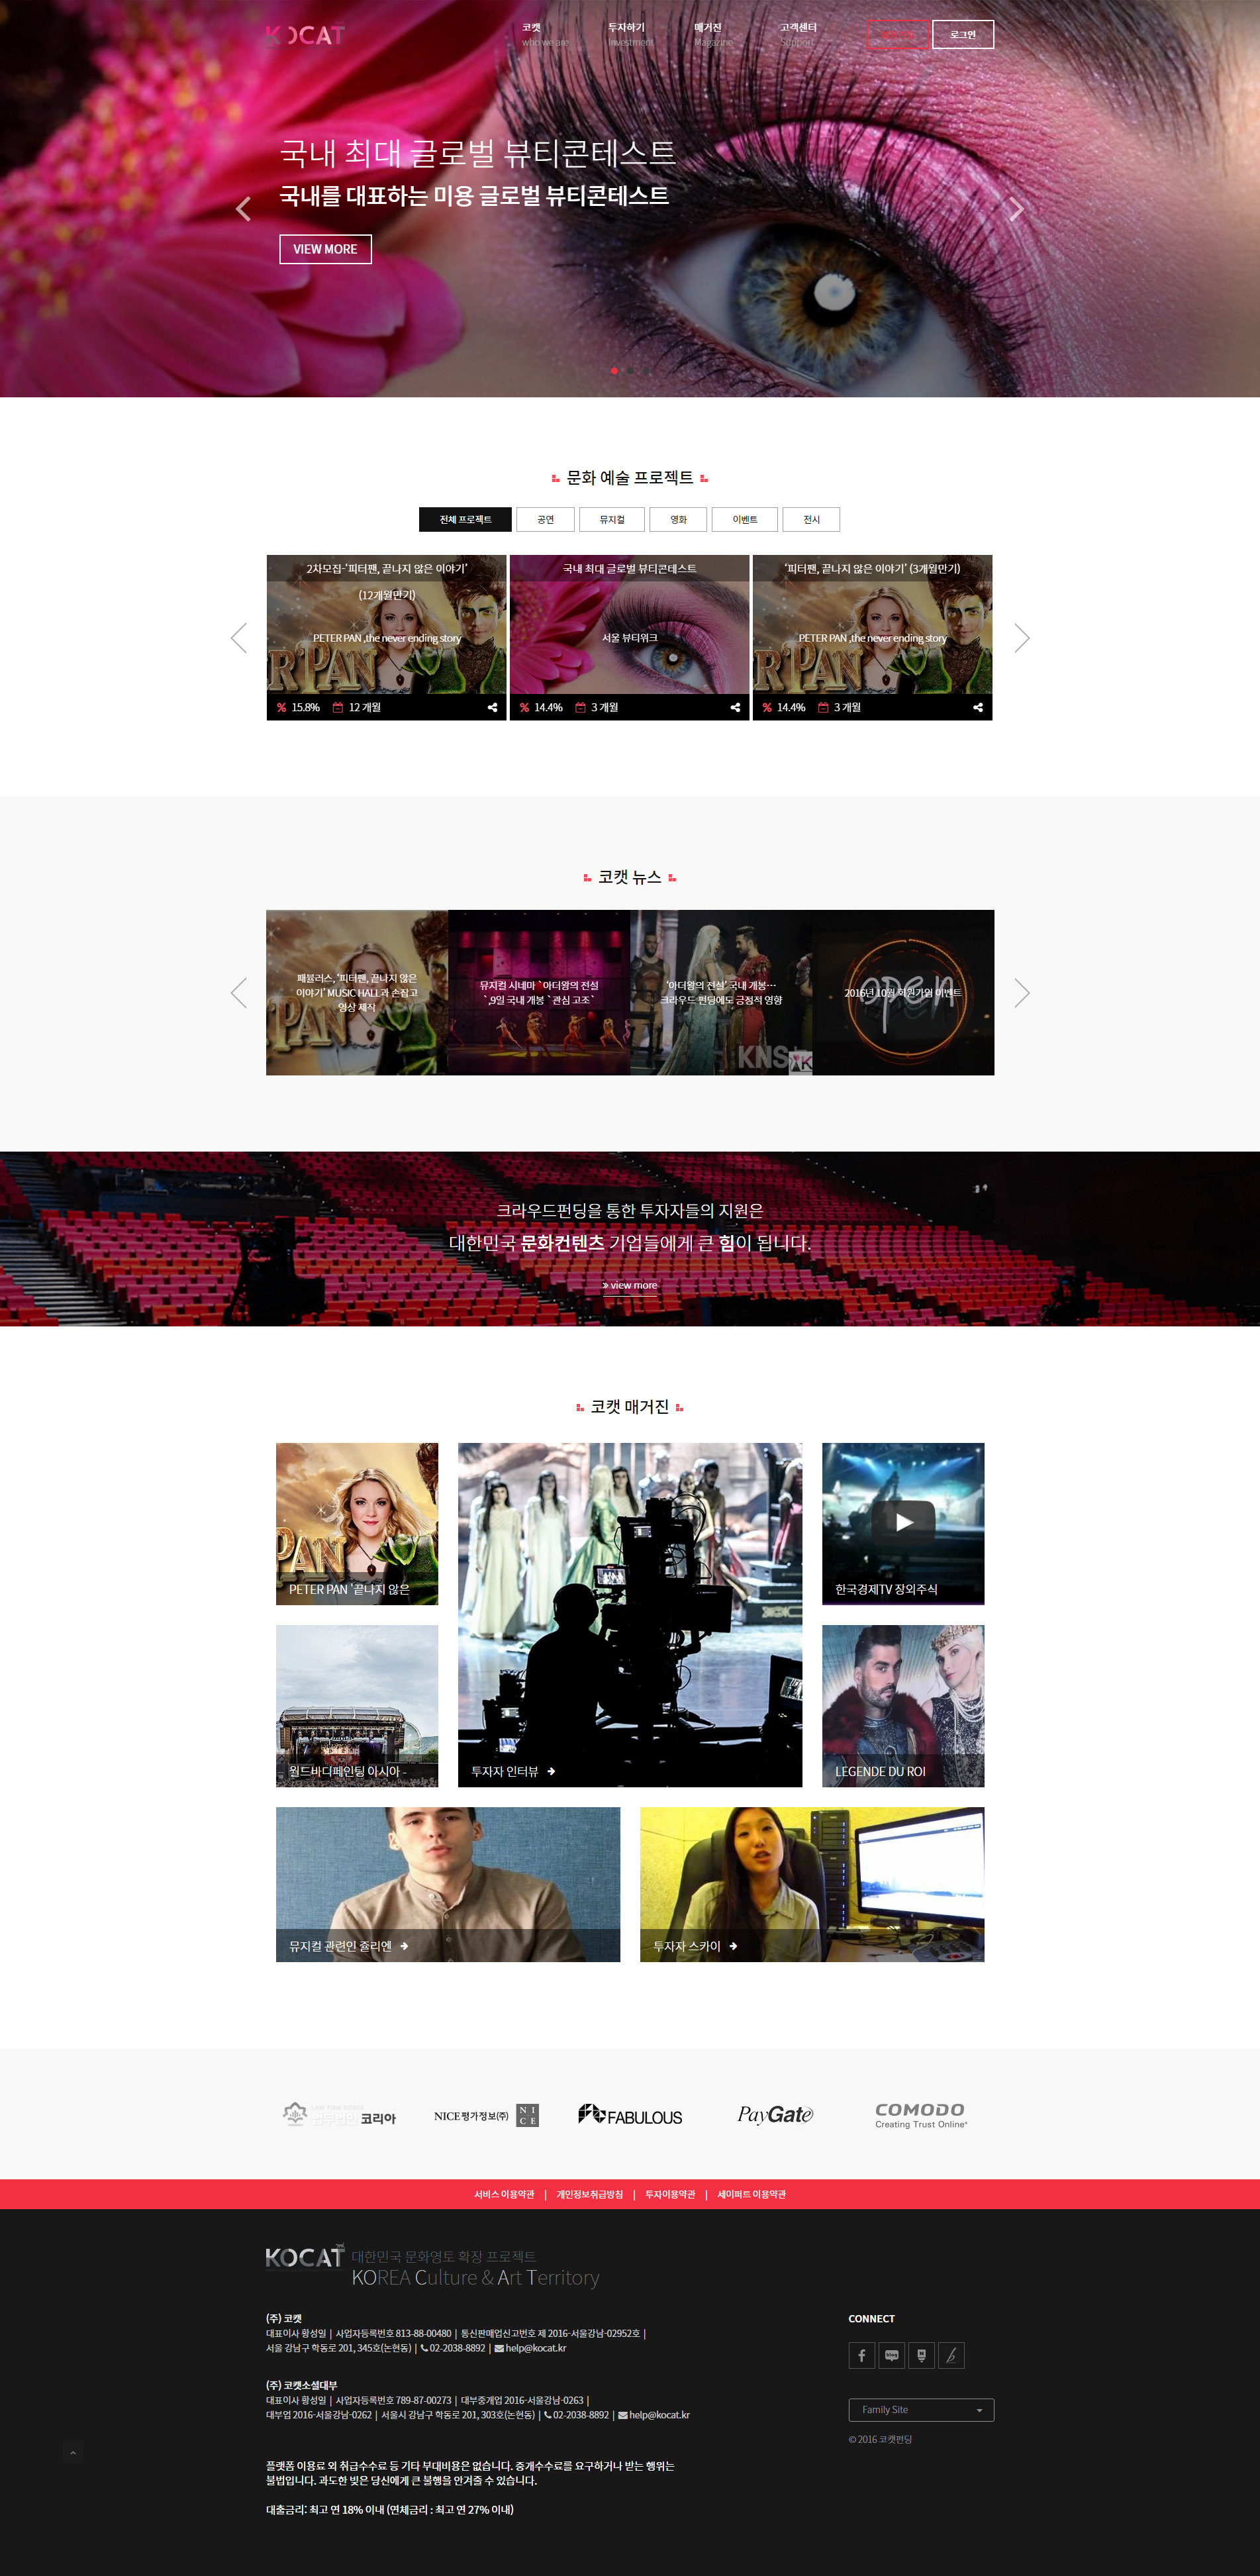 KOCAT
코캣
who we are
투자하기
Investment
매거진
Magazine
고객센터
Support
로그인
국내 최대 글로벌 뷰티콘테스트
국내를 대표하는 미용 글로벌 뷰티콘테스트
VIEW MORE
문화 예술 프로젝트
전체 프로젝트
공연
뮤지컬
영화
이벤트
전시
2차모집-‘피터팬, 끝나지 않은 이야기’
(12개월만기)
PETER PAN ,the never ending story
15.8% 12 개월
국내 최대 글로벌 뷰티콘테스트
서울 뷰티위크
14.4% 3 개월
‘피터팬, 끝나지 않은 이야기’ (3개월만기)
PETER PAN ,the never ending story
14.4% 3 개월
코캣 뉴스
패뷸러스, ‘피터팬, 끝나지 않은
이야기’ MUSIC HALL과 손잡고
영상 제작
뮤지컬 시네마 `아더왕의 전설
`,9일 국내 개봉 `관심 고조`
‘아더왕의 전설’ 국내 개봉…
크라우드 펀딩에도 긍정적 영향
KNS
2016년 10월 회원가입 이벤트
open
크라우드펀딩을 통한 투자자들의 지원은
대한민국 문화컨텐츠 기업들에게 큰 힘이 됩니다.
» view more
코캣 매거진
PETER PAN '끝나지 않은
투자자 인터뷰
한국경제TV 장외주식
월드바디페인팅 아시아 -
LEGENDE DU ROI
뮤지컬 관련인 쥴리엔
투자자 스카이
코리아
NICE평가정보(주) NICE
FABULOUS
PayGate
COMODO
Creating Trust Online®
서비스 이용약관 | 개인정보취급방침 | 투자이용약관 | 세이퍼트 이용약관
KOCAT 대한민국 문화영토 확장 프로젝트
KOREA Culture & Art Territory
(주) 코캣
대표이사 황성일 | 사업자등록번호 813-88-00480 | 통신판매업신고번호 제 2016-서울강남-02952호 |
서울 강남구 학동로 201, 345호(논현동) | 02-2038-8892 | help@kocat.kr
(주) 코캣소셜대부
대표이사 황성일 | 사업자등록번호 789-87-00273 | 대부중개업 2016-서울강남-0263 |
대부업 2016-서울강남-0262 | 서울시 강남구 학동로 201, 303호(논현동) | 02-2038-8892 | help@kocat.kr
CONNECT
Family Site
© 2016 코캣펀딩
플랫폼 이용료 외 취급수수료 등 기타 부대비용은 없습니다. 중개수수료를 요구하거나 받는 행위는
불법입니다. 과도한 빚은 당신에게 큰 불행을 안겨줄 수 있습니다.
대출금리: 최고 연 18% 이내 (연체금리 : 최고 연 27% 이내)